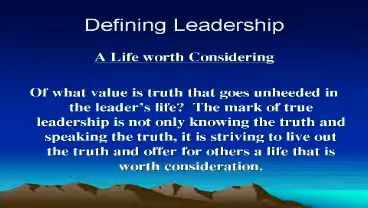 Defining Leadership
A Life worth Considering
Of what value is truth that goes unheeded in
the leader's life? The mark of true
leadership is not only knowing the truth and
speaking the truth, it is striving to live out
the truth and offer for others a life that is
worth consideration.